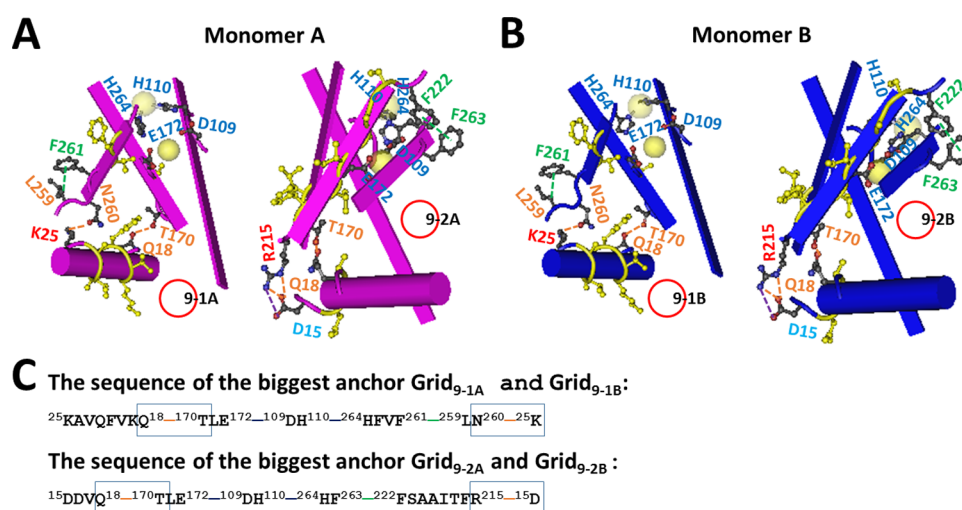 A
Monomer A
H264
H110
E172
D109
F261
L259
N260
K25
T170
Q18
9-1A
H110
H264
F222
F263
D109
E172
9-2A
R215
T170
Q18
D15
B
Monomer B
H264
H110
E172
D109
F261
L259
N260
K25
T170
Q18
9-1B
H110
F222
H264
D109
F263
E172
9-2B
R215
T170
Q18
D15
C
The sequence of the biggest anchor Grid9-1A and Grid9-1B:
25KAVQFVKQ18—170TLE172—109DH110—264HFVF261—259LN260—25K
The sequence of the biggest anchor Grid9-2A and Grid9-2B :
15DDVQ18—170TLE172—109DH110—264HF263—222FSAAITFR215—15D